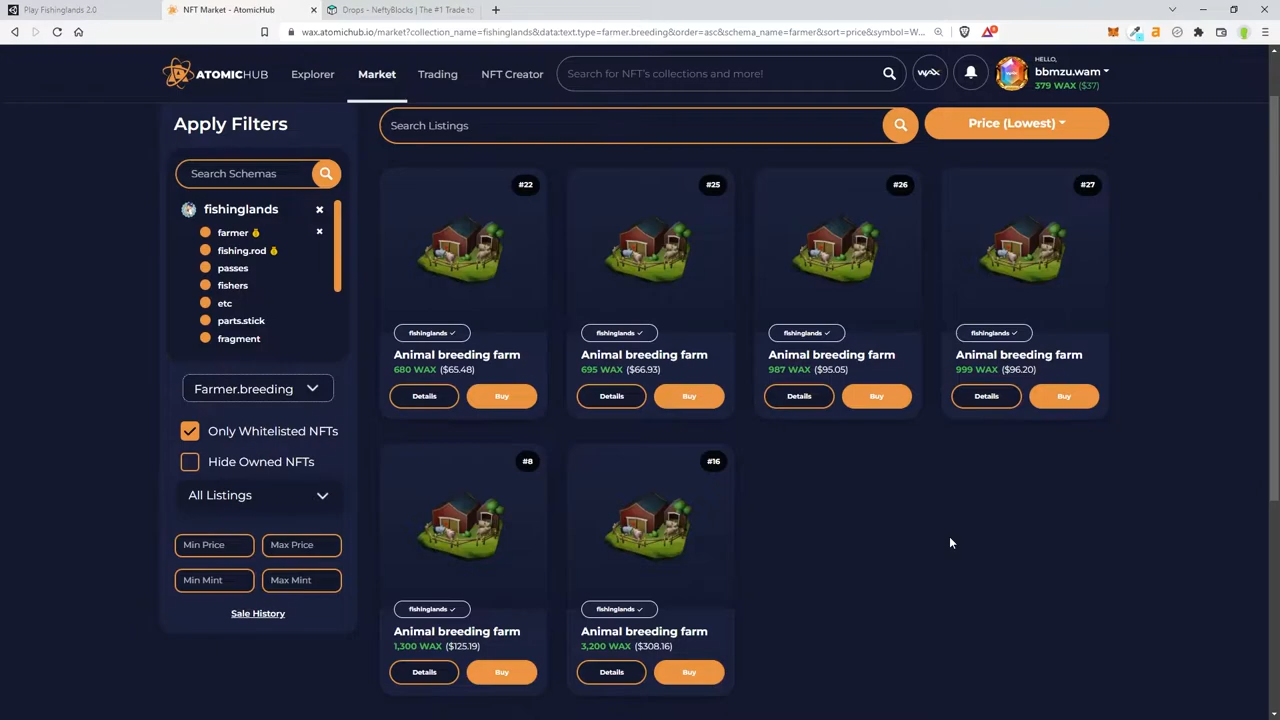 Play Fishinglands 2.0
NFT Market - AtomicHub
Drops - NeftyBlocks | The #1 Trade to
wax.atomichub.io/market?collection_name=fishinglands&data:text.type=farmer.breeding&order=asc&schema_name=farmer&sort=price&symbol=W...
ATOMICHUB
Explorer
Market
Trading
NFT Creator
Search for NFT's collections and more!
WAX
HELLO,
bbmzu.wam
379 WAX ($37)
Apply Filters
Search Schemas
fishinglands
farmer
fishing.rod
passes
fishers
etc
parts.stick
fragment
Farmer.breeding
Only Whitelisted NFTs
Hide Owned NFTs
All Listings
Min Price
Max Price
Min Mint
Max Mint
Sale History
Search Listings
Price (Lowest)
#22
fishinglands
Animal breeding farm
680 WAX ($65.48)
Details
Buy
#25
fishinglands
Animal breeding farm
695 WAX ($66.93)
Details
Buy
#26
fishinglands
Animal breeding farm
987 WAX ($95.05)
Details
Buy
#27
fishinglands
Animal breeding farm
999 WAX ($96.20)
Details
Buy
#8
fishinglands
Animal breeding farm
1,300 WAX ($125.19)
Details
Buy
#16
fishinglands
Animal breeding farm
3,200 WAX ($308.16)
Details
Buy